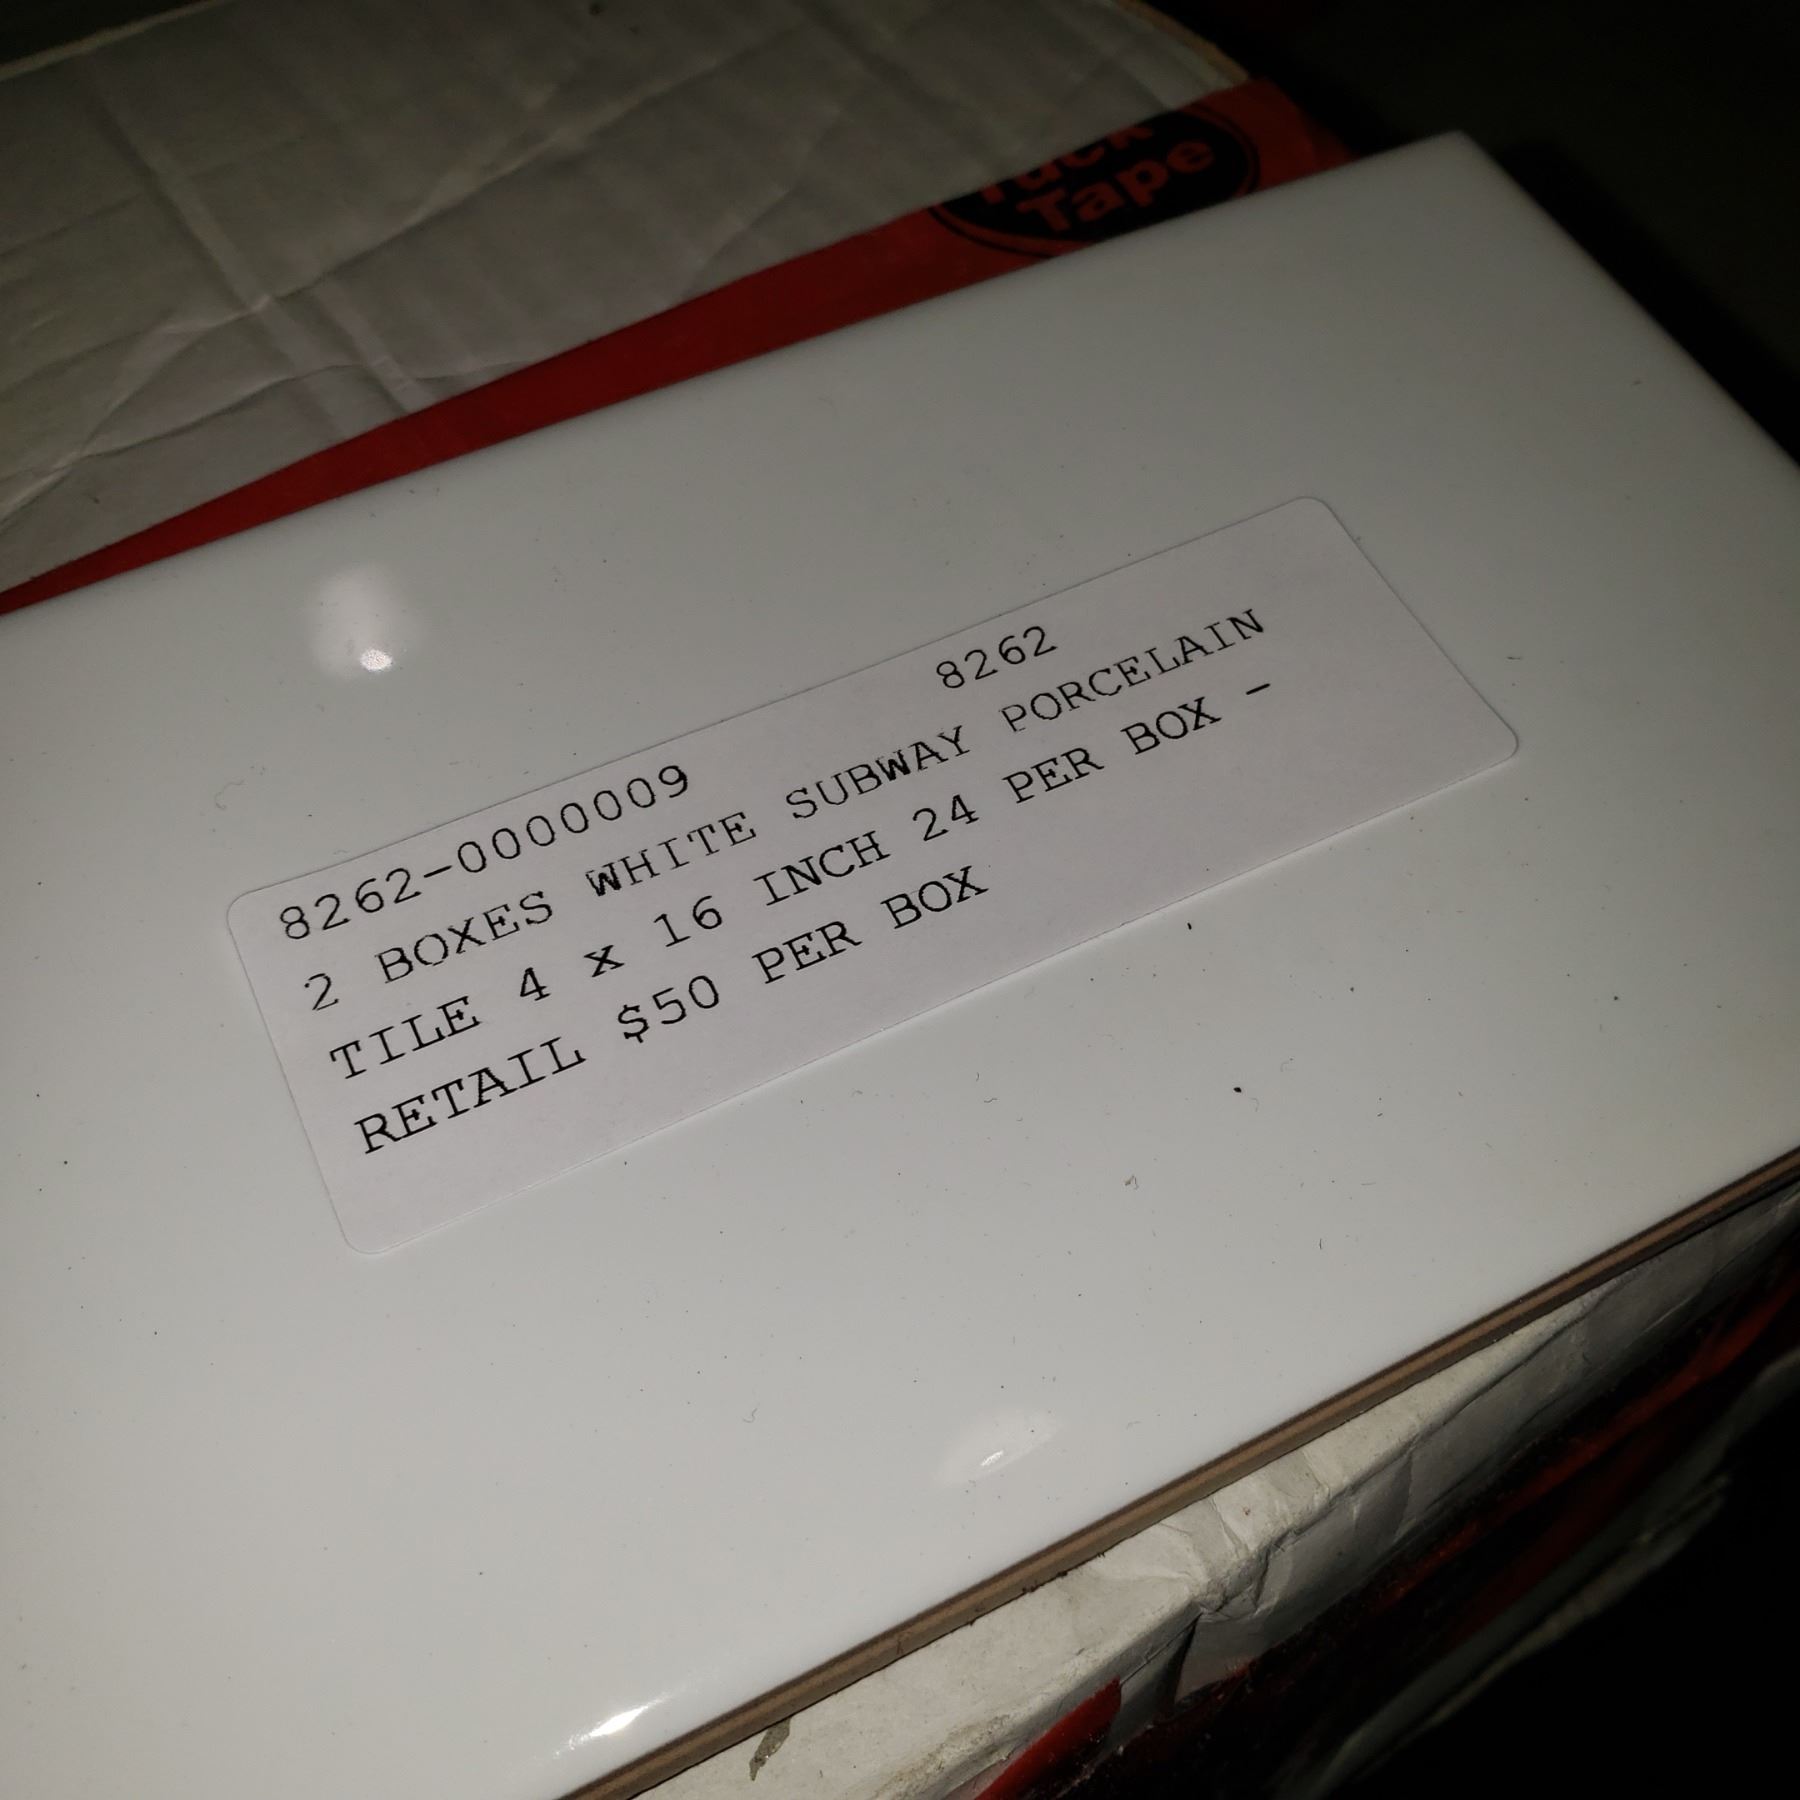 Tuck
Tape
8262-0000009 8262
2 BOXES WHITE SUBWAY PORCELAIN
TILE 4 x 16 INCH 24 PER BOX -
RETAIL $50 PER BOX